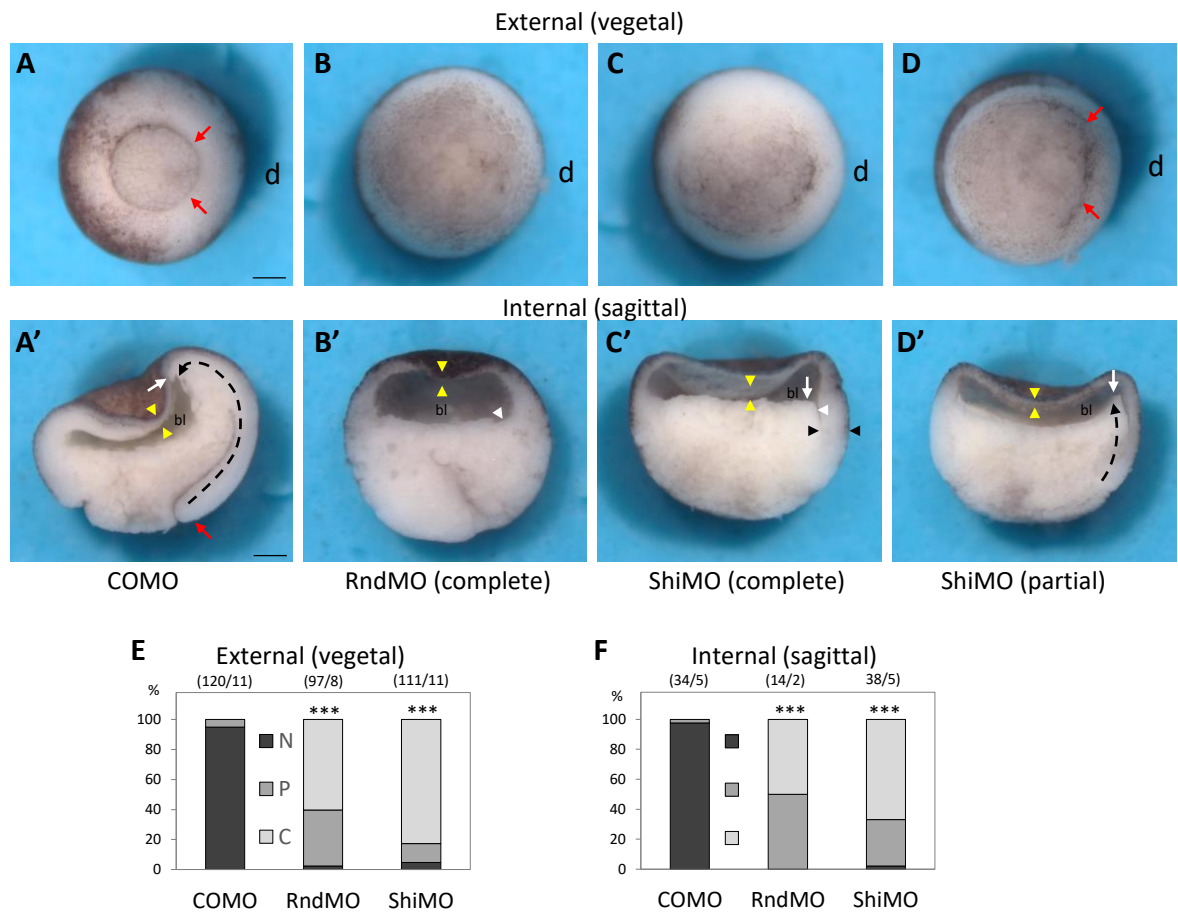 External (vegetal)
A B C D
d d d d
Internal (sagittal)
A’ B’ C’ D’
bl bl bl bl
COMO RndMO (complete) ShiMO (complete) ShiMO (partial)
E F
External (vegetal) Internal (sagittal)
(120/11) (97/8) (111/11) (34/5) (14/2) 38/5)
% *** *** % *** ***
100 100
80 N 80
60 P 60
40 C 40
20 20
0 0
COMO RndMO ShiMO COMO RndMO ShiMO